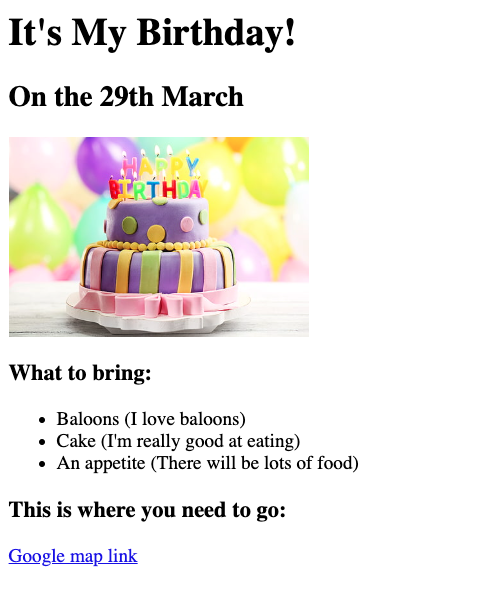 It's My Birthday!
On the 29th March
HAPPY
BIRTHDAY
What to bring:
Baloons (I love baloons)
Cake (I'm really good at eating)
An appetite (There will be lots of food)
This is where you need to go:
Google map link